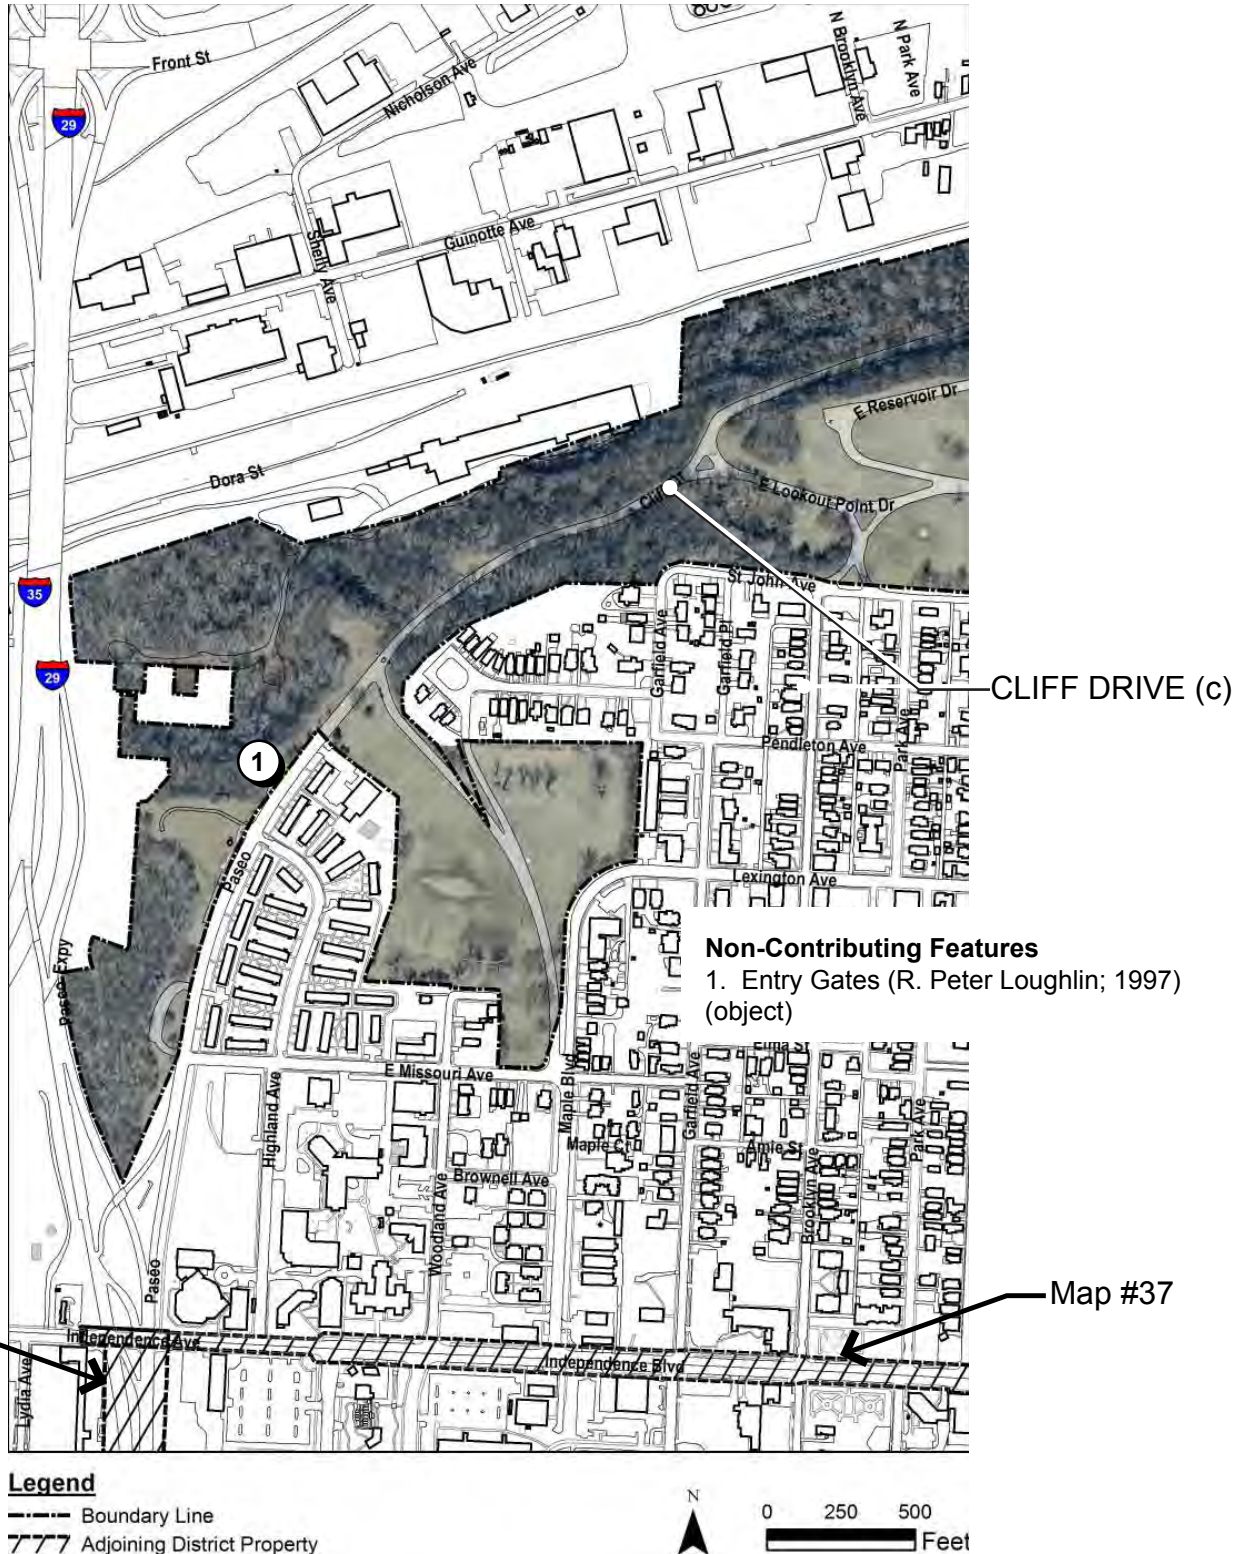 Front St
29
Nicholson Ave
N Brooklyn Ave
N Park Ave
Shelly Ave
Guinotte Ave
E Reservoir Dr
Dora St
E Lookout Point Dr
35
St John Ave
29
Garfield Ave
Garfield Pl
CLIFF DRIVE (c)
Park Ave
Pendleton Ave
1
Paseo
Lexington Ave
Non-Contributing Features
1. Entry Gates (R. Peter Loughlin; 1997)
(object)
Paseo Expy
Elma St
E Missouri Ave
Highland Ave
Maple Blvd
Garfield Ave
Park Ave
Maple Ct
Amie St
Brownell Ave
Woodland Ave
Brooklyn Ave
Paseo
Map #37
Independence Ave
Independence Blvd
Lydia Ave
Legend
Boundary Line
Adjoining District Property
N
0 250 500
Feet